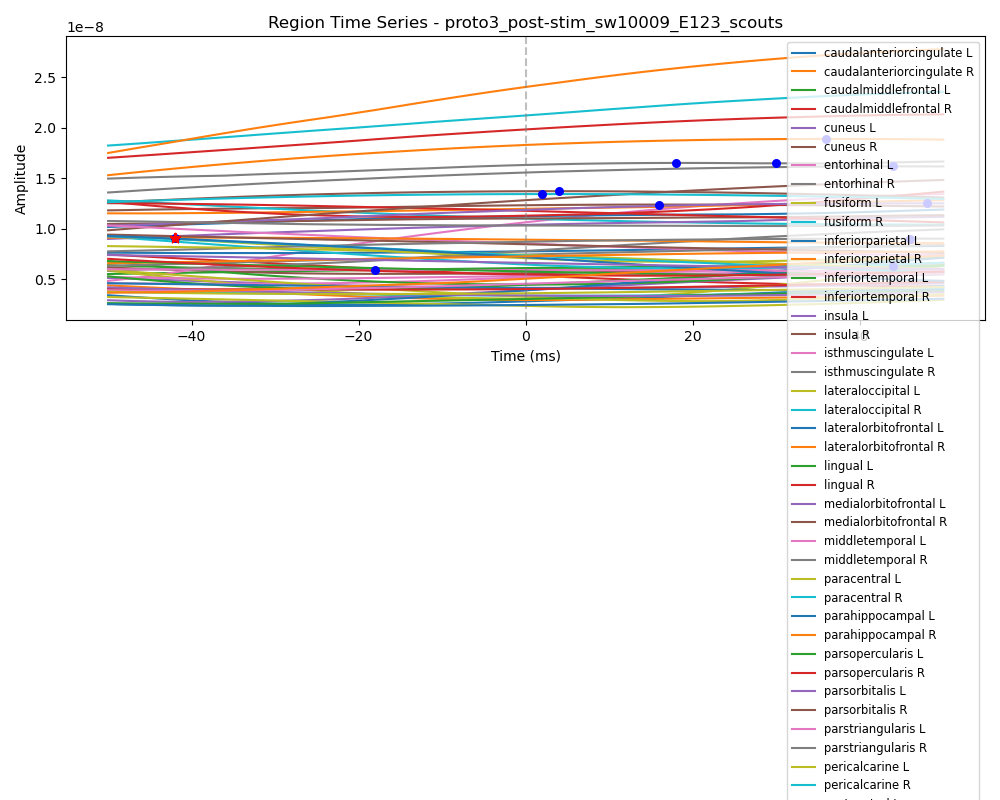 Region Time Series - proto3_post-stim_sw10009_E123_scouts
1e−8
2.5
2.0
1.5
1.0
0.5
Amplitude
−40
−20
0
20
Time (ms)
caudalanteriorcingulate L
caudalanteriorcingulate R
caudalmiddlefrontal L
caudalmiddlefrontal R
cuneus L
cuneus R
entorhinal L
entorhinal R
fusiform L
fusiform R
inferiorparietal L
inferiorparietal R
inferiortemporal L
inferiortemporal R
insula L
insula R
isthmuscingulate L
isthmuscingulate R
lateraloccipital L
lateraloccipital R
lateralorbitofrontal L
lateralorbitofrontal R
lingual L
lingual R
medialorbitofrontal L
medialorbitofrontal R
middletemporal L
middletemporal R
paracentral L
paracentral R
parahippocampal L
parahippocampal R
parsopercularis L
parsopercularis R
parsorbitalis L
parsorbitalis R
parstriangularis L
parstriangularis R
pericalcarine L
pericalcarine R